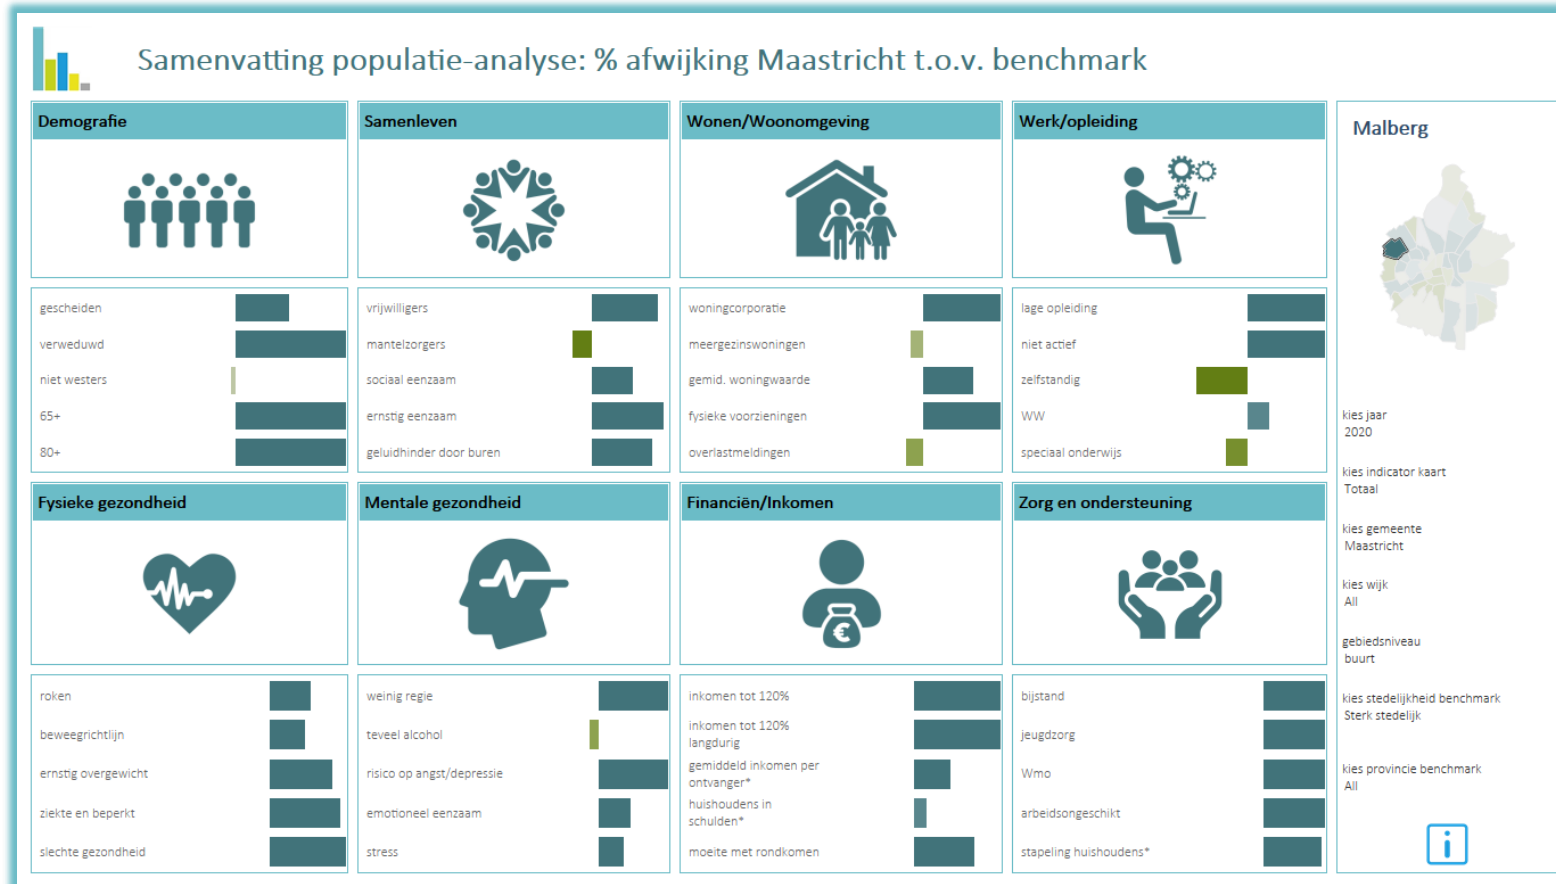 Samenvatting populatie-analyse: % afwijking Maastricht t.o.v. benchmark
Demografie
gescheiden
verweduwd
niet westers
65+
80+
Samenleven
vrijwilligers
mantelzorgers
sociaal eenzaam
ernstig eenzaam
geluidhinder door buren
Wonen/Woonomgeving
woningcorporatie
meergezinswoningen
gemid. woningwaarde
fysieke voorzieningen
overlastmeldingen
Werk/opleiding
lage opleiding
niet actief
zelfstandig
WW
speciaal onderwijs
Fysieke gezondheid
roken
beweegrichtlijn
ernstig overgewicht
ziekte en beperkt
slechte gezondheid
Mentale gezondheid
weinig regie
teveel alcohol
risico op angst/depressie
emotioneel eenzaam
stress
Financiën/Inkomen
€
inkomen tot 120%
inkomen tot 120%
langdurig
gemiddeld inkomen per
ontvanger*
huishoudens in
schulden*
moeite met rondkomen
Zorg en ondersteuning
bijstand
jeugdzorg
Wmo
arbeidsongeschikt
stapeling huishoudens*
Malberg
kies jaar
2020
kies indicator kaart
Totaal
kies gemeente
Maastricht
kies wijk
All
gebiedsniveau
buurt
kies stedelijkheid benchmark
Sterk stedelijk
kies provincie benchmark
All
i